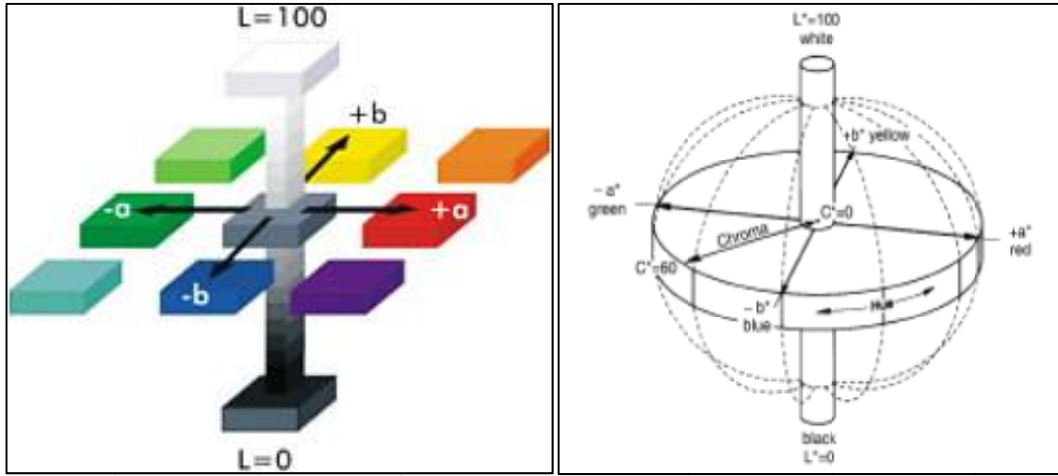 L=100
+b
-a
+a
-b
L=0
L*=100
white
+b* yellow
-a*
green
C*=0
Chroma
+a*
red
C*=60
-b*
blue
Hue
black
L*=0